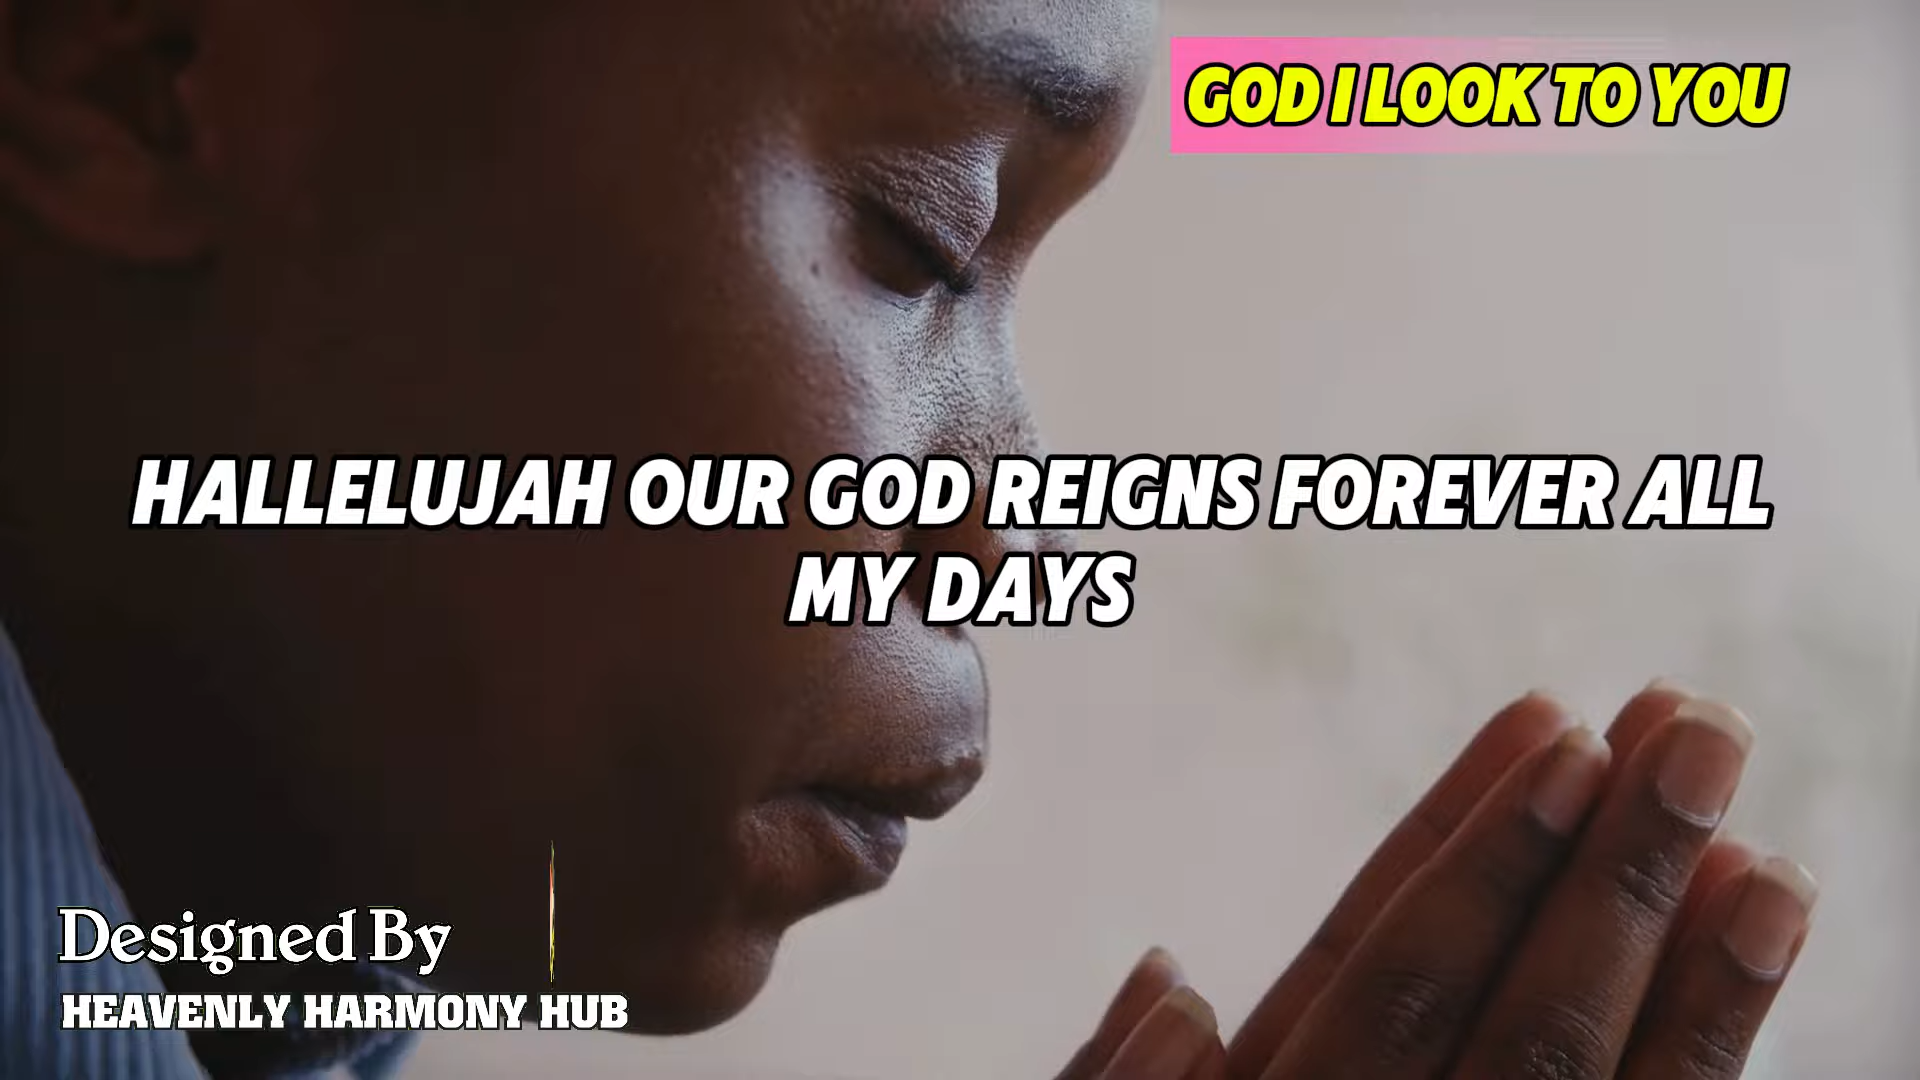 GOD I LOOK TO YOU
HALLELUJAH OUR GOD REIGNS FOREVER ALL
MY DAYS
Designed By
HEAVENLY HARMONY HUB